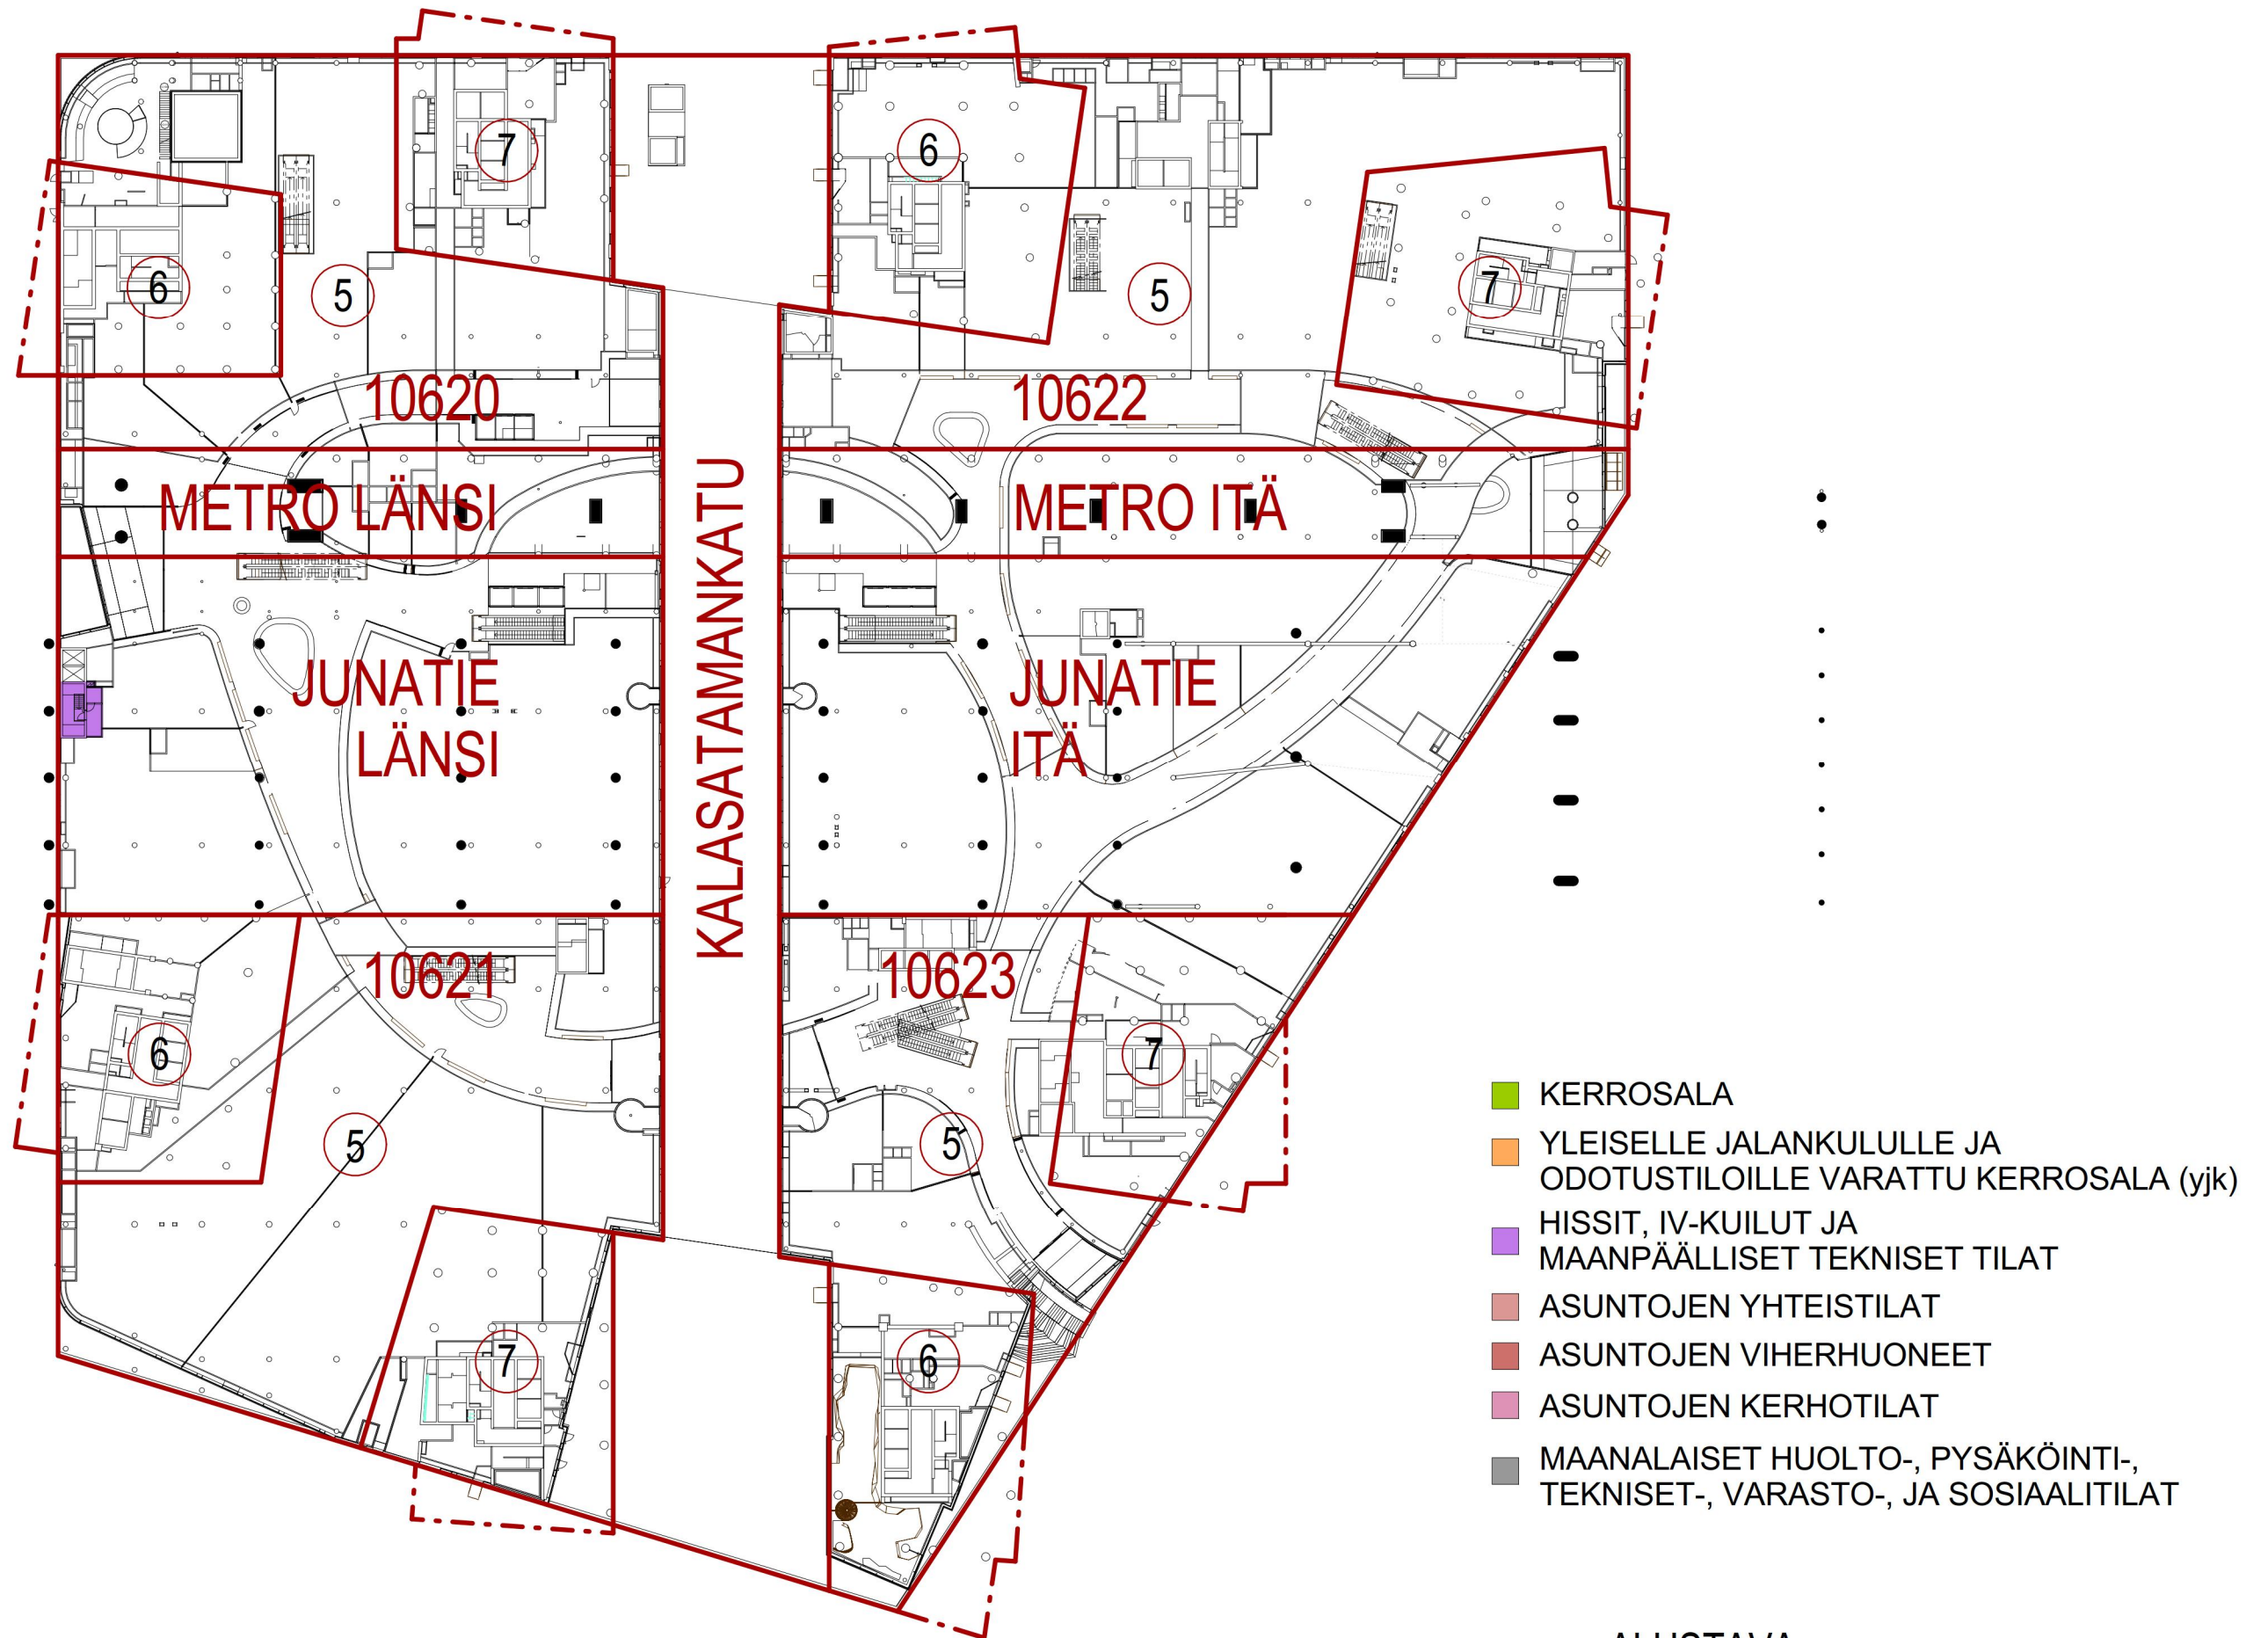 7
6
6
5
5
7
10620
10622
METRO LÄNSI
METRO ITÄ
KALASATAMANKATU
JUNATIE
LÄNSI
JUNATIE
ITÄ
10621
10623
6
7
5
5
7
6
KERROSALA
YLEISELLE JALANKULULLE JA
ODOTUSTILOILLE VARATTU KERROSALA (yjk)
HISSIT, IV-KUILUT JA
MAANPÄÄLLISET TEKNISET TILAT
ASUNTOJEN YHTEISTILAT
ASUNTOJEN VIHERHUONEET
ASUNTOJEN KERHOTILAT
MAANALAISET HUOLTO-, PYSÄKÖINTI-,
TEKNISET-, VARASTO-, JA SOSIAALITILAT
ALUSTAVA